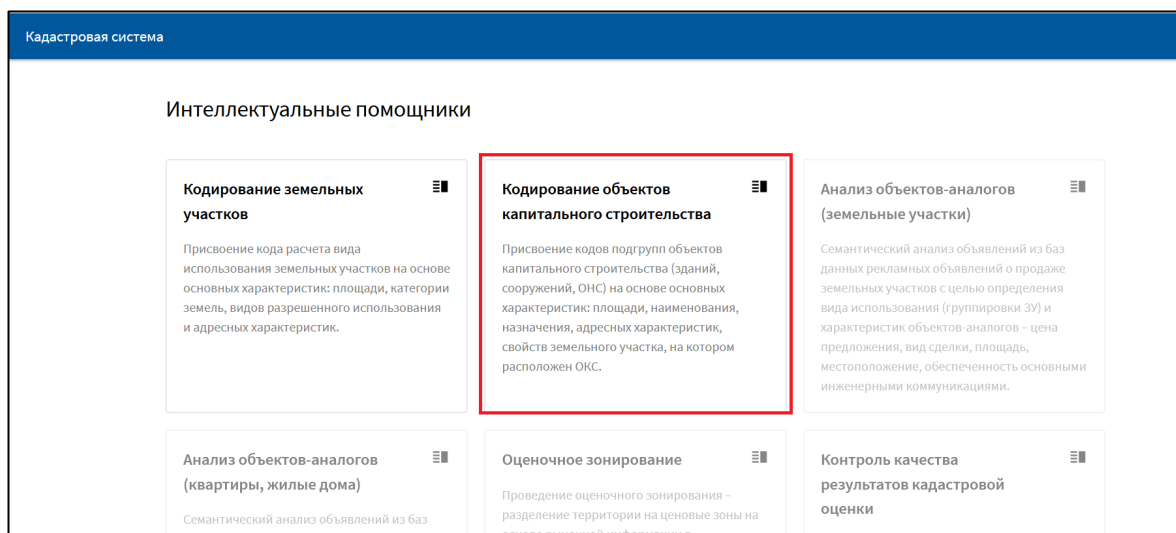 Кадастровая система
Интеллектуальные помощники
Кодирование земельных
участков
Присвоение кода расчета вида
использования земельных участков на основе
основных характеристик: площади, категории
земель, видов разрешенного использования
и адресных характеристик.
Кодирование объектов
капитального строительства
Присвоение кодов подгрупп объектов
капитального строительства (зданий,
сооружений, ОНС) на основе основных
характеристик: площади, наименования,
назначения, адресных характеристик,
свойств земельного участка, на котором
расположен ОКС.
Анализ объектов-аналогов
(земельные участки)
Семантический анализ объявлений из баз
данных рекламных объявлений о продаже
земельных участков с целью определения
вида использования (группировки ЗУ) и
характеристик объектов-аналогов – цена
предложения, вид сделки, площадь,
местоположение, обеспеченность основными
инженерными коммуникациями.
Анализ объектов-аналогов
(квартиры, жилые дома)
Семантический анализ объявлений из баз
Оценочное зонирование
Проведение оценочного зонирования –
разделение территории на ценовые зоны на
Контроль качества
результатов кадастровой
оценки